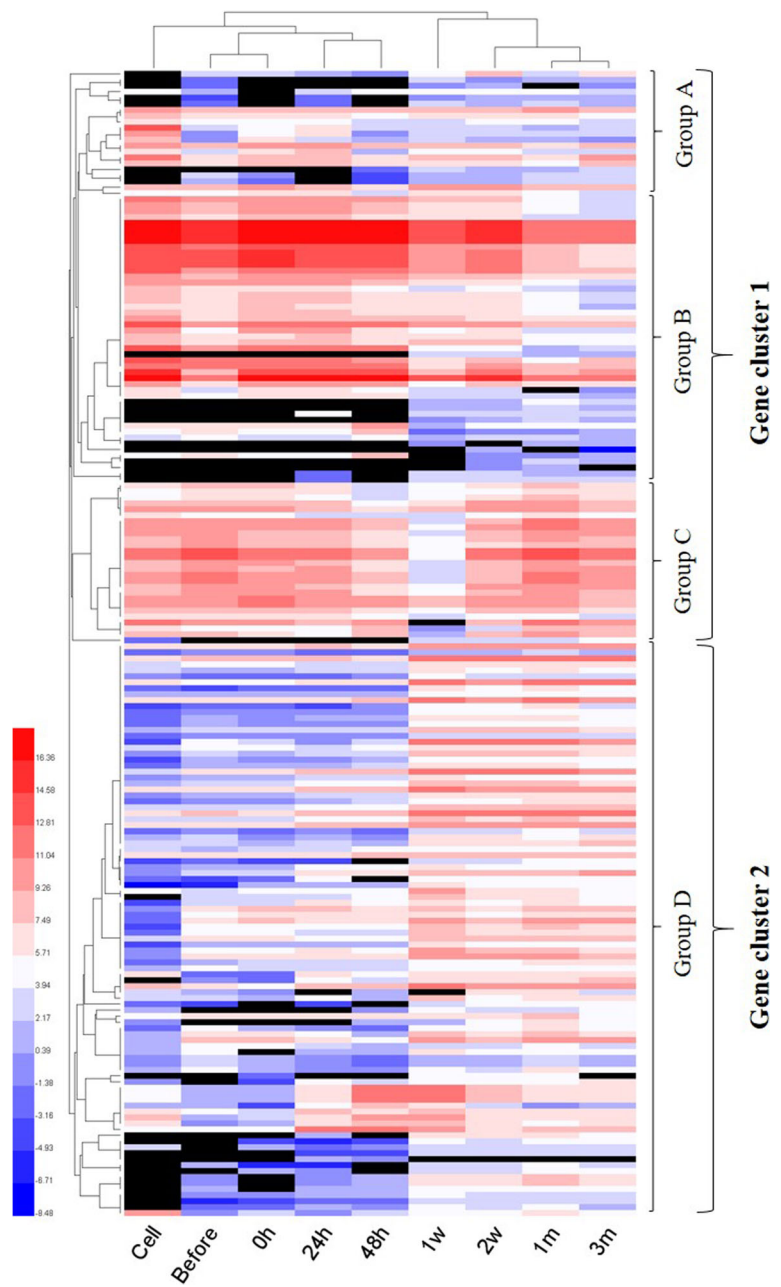 Group A
Group B
Group C
Group D
Gene cluster 1
Gene cluster 2
16.36
14.58
12.81
11.04
9.26
7.49
5.71
3.94
2.17
0.39
-1.38
-3.16
-4.93
-6.71
-8.48
Cell
Before
0h
24h
48h
1w
2w
1m
3m